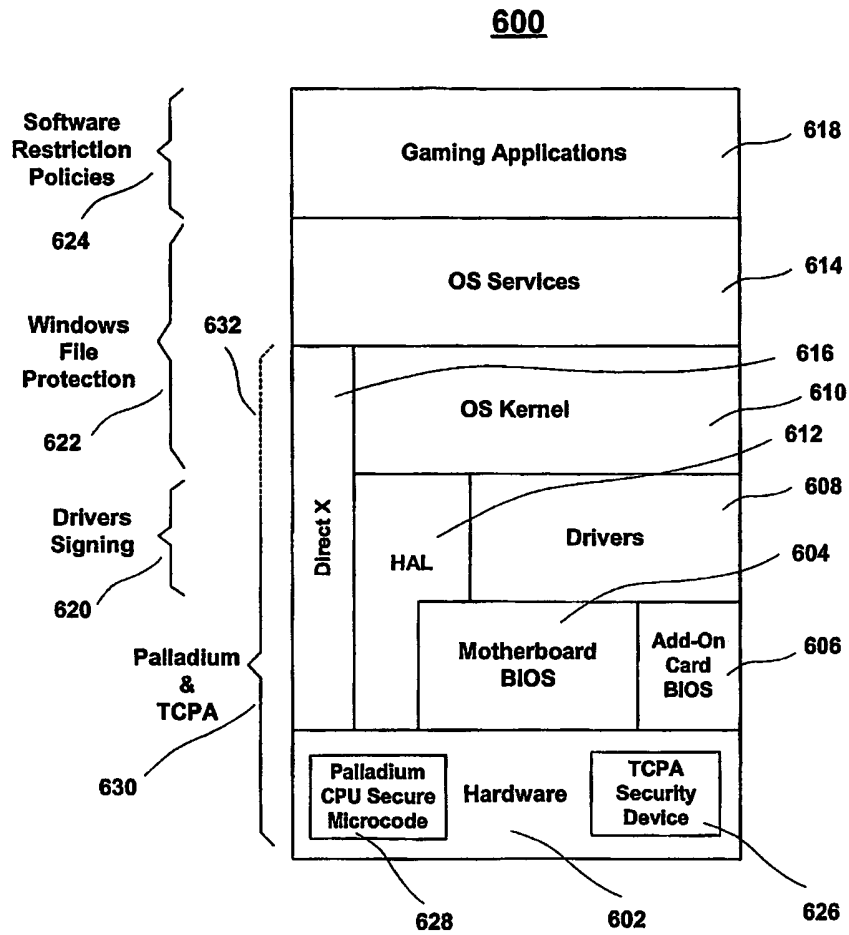 600
Software
Restriction
Policies
624
Gaming Applications
618
OS Services
614
Windows
File
Protection
622
632
616
OS Kernel
610
612
Drivers
Signing
620
Direct X
HAL
Drivers
608
604
Motherboard
BIOS
Add-On
Card
BIOS
606
Palladium
&
TCPA
630
Palladium
CPU Secure
Microcode
Hardware
TCPA
Security
Device
628
602
626